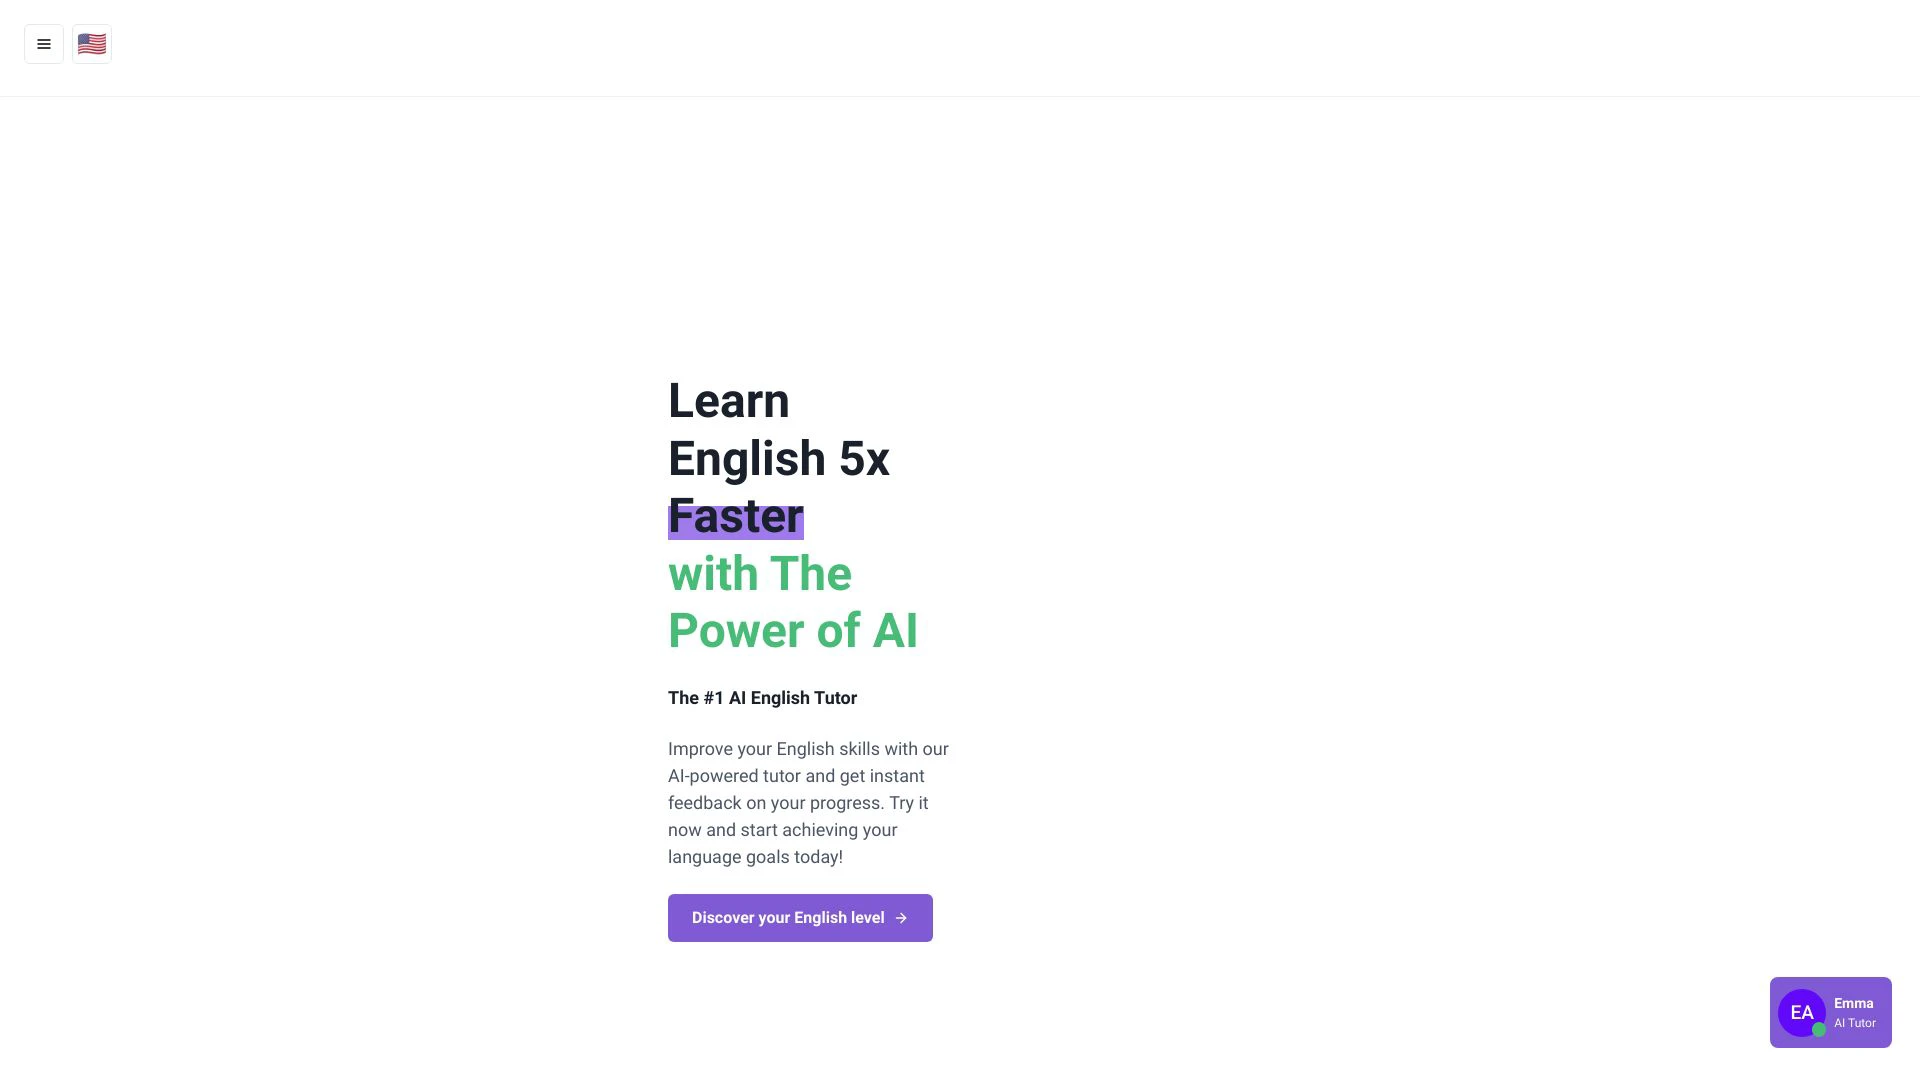 Learn
English 5x
Faster
with The
Power of AI
The #1 AI English Tutor
Improve your English skills with our
AI-powered tutor and get instant
feedback on your progress. Try it
now and start achieving your
language goals today!
Discover your English level
EA
Emma
AI Tutor